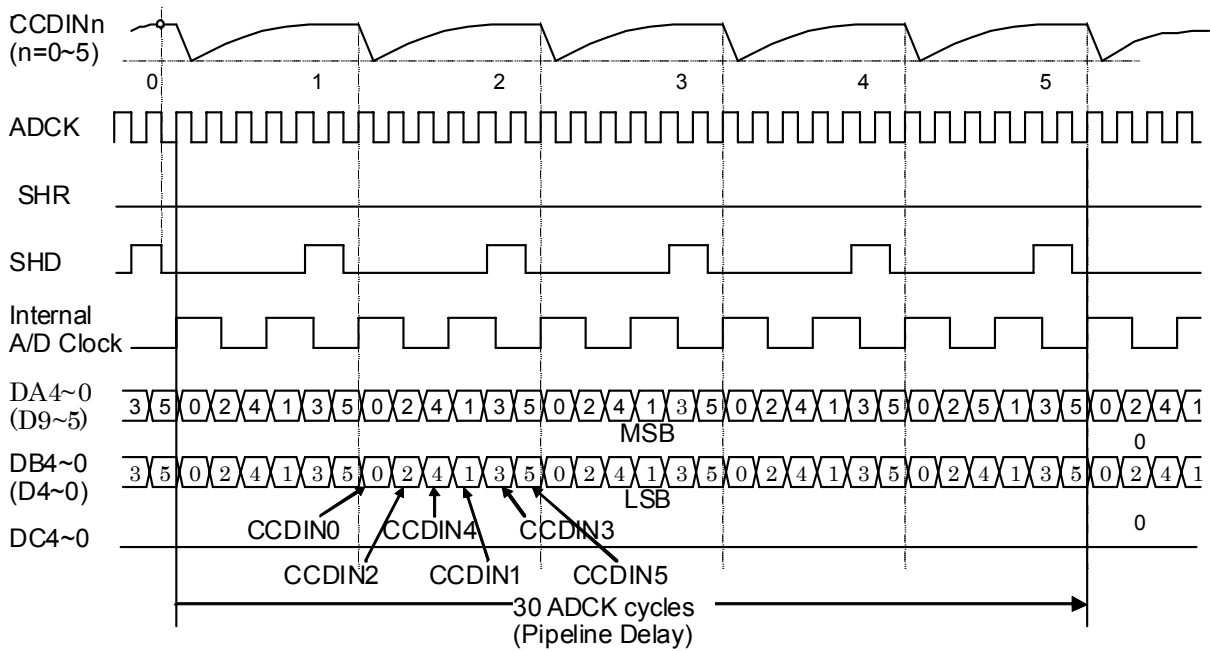 CCDINn
(n=0~5)
0 1 2 3 4 5
ADCK
SHR
SHD
Internal
A/D Clock
DA4~0
(D9~5)
3 5 0 2 4 1 3 5 0 2 4 1 3 5 0 2 4 1 3 5 0 2 4 1 3 5 0 2 5 1 3 5 0 2 4 1
MSB
0
DB4~0
(D4~0)
3 5 0 2 4 1 3 5 0 2 4 1 3 5 0 2 4 1 3 5 0 2 4 1 3 5 0 2 4 1 3 5 0 2 4 1
LSB
0
DC4~0
CCDIN0 CCDIN4 CCDIN3
CCDIN2 CCDIN1 CCDIN5
30 ADCK cycles
(Pipeline Delay)